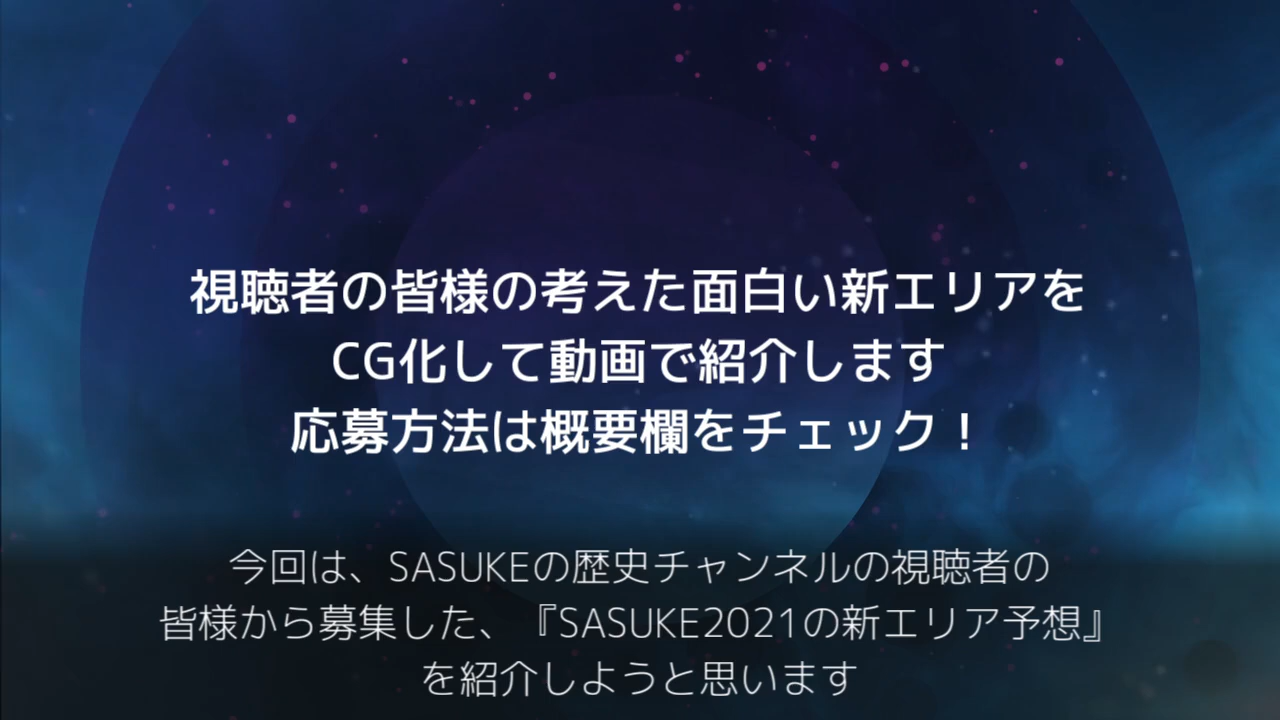 視聴者の皆様の考えた面白い新エリアを
CG化して動画で紹介します
応募方法は概要欄をチェック！
今回は、SASUKEの歴史チャンネルの視聴者の
皆様から募集した、『SASUKE2021の新エリア予想』
を紹介しようと思います